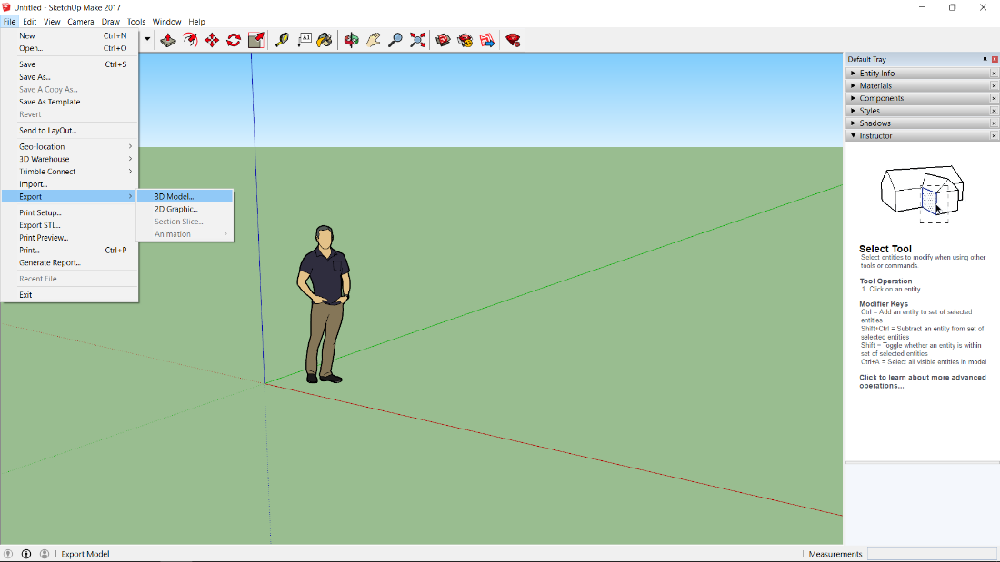 Untitled - SketchUp Make 2017
File Edit View Camera Draw Tools Window Help
New Ctrl+N
Open... Ctrl+O
Save Ctrl+S
Save As...
Save A Copy As...
Save As Template...
Revert
Send to LayOut...
Geo-location
3D Warehouse
Trimble Connect
Import...
Export
3D Model...
2D Graphic...
Section Slice...
Animation
Print Setup...
Export STL...
Print Preview...
Print... Ctrl+P
Generate Report...
Recent File
Exit
A1
Default Tray
Entity Info
Materials
Components
Styles
Shadows
Instructor
Select Tool
Select entities to modify when using other
tools or commands.
Tool Operation
1. Click on an entity.
Modifier Keys
Ctrl = Add an entity to set of selected
entities
Shift+Ctrl = Subtract an entity from set of
selected entities
Shift = Toggle whether an entity is within
set of selected entities
Ctrl+A = Select all visible entities in model
Click to learn about more advanced
operations...
Export Model
Measurements